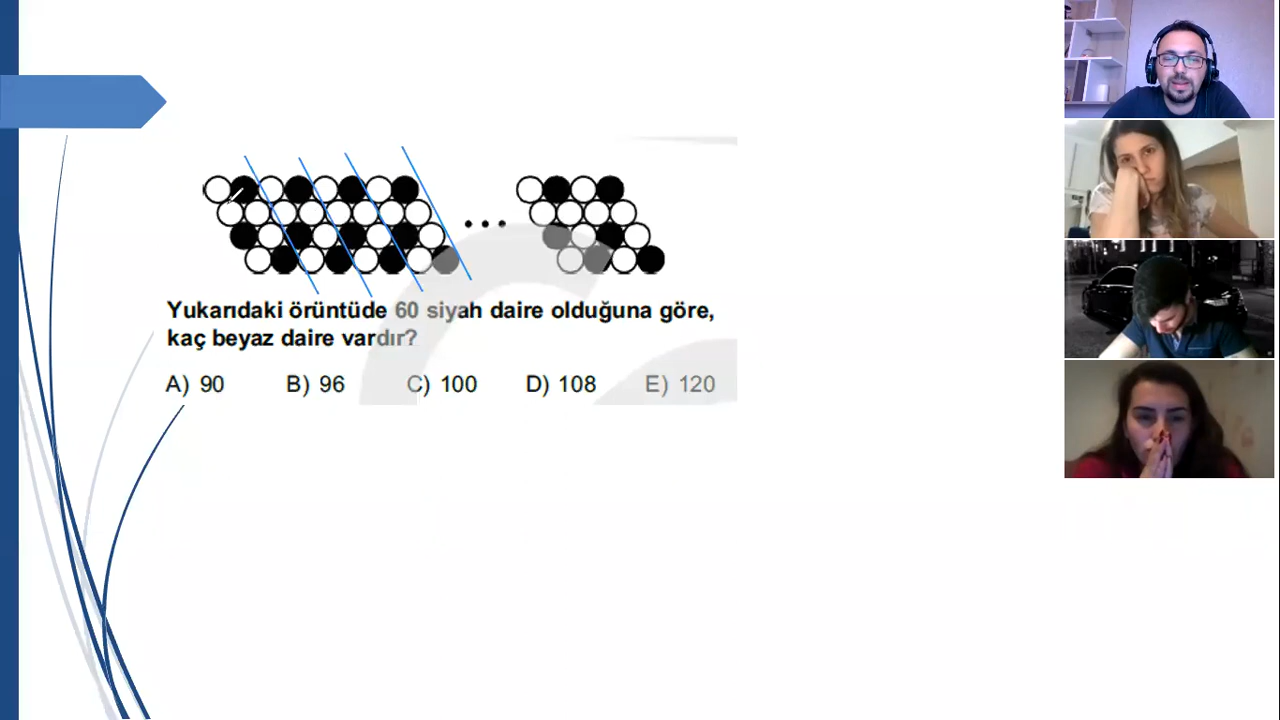 Yukarıdaki örüntüde 60 siyah daire olduğuna göre,
kaç beyaz daire vardır?
A) 90 B) 96 C) 100 D) 108 E) 120